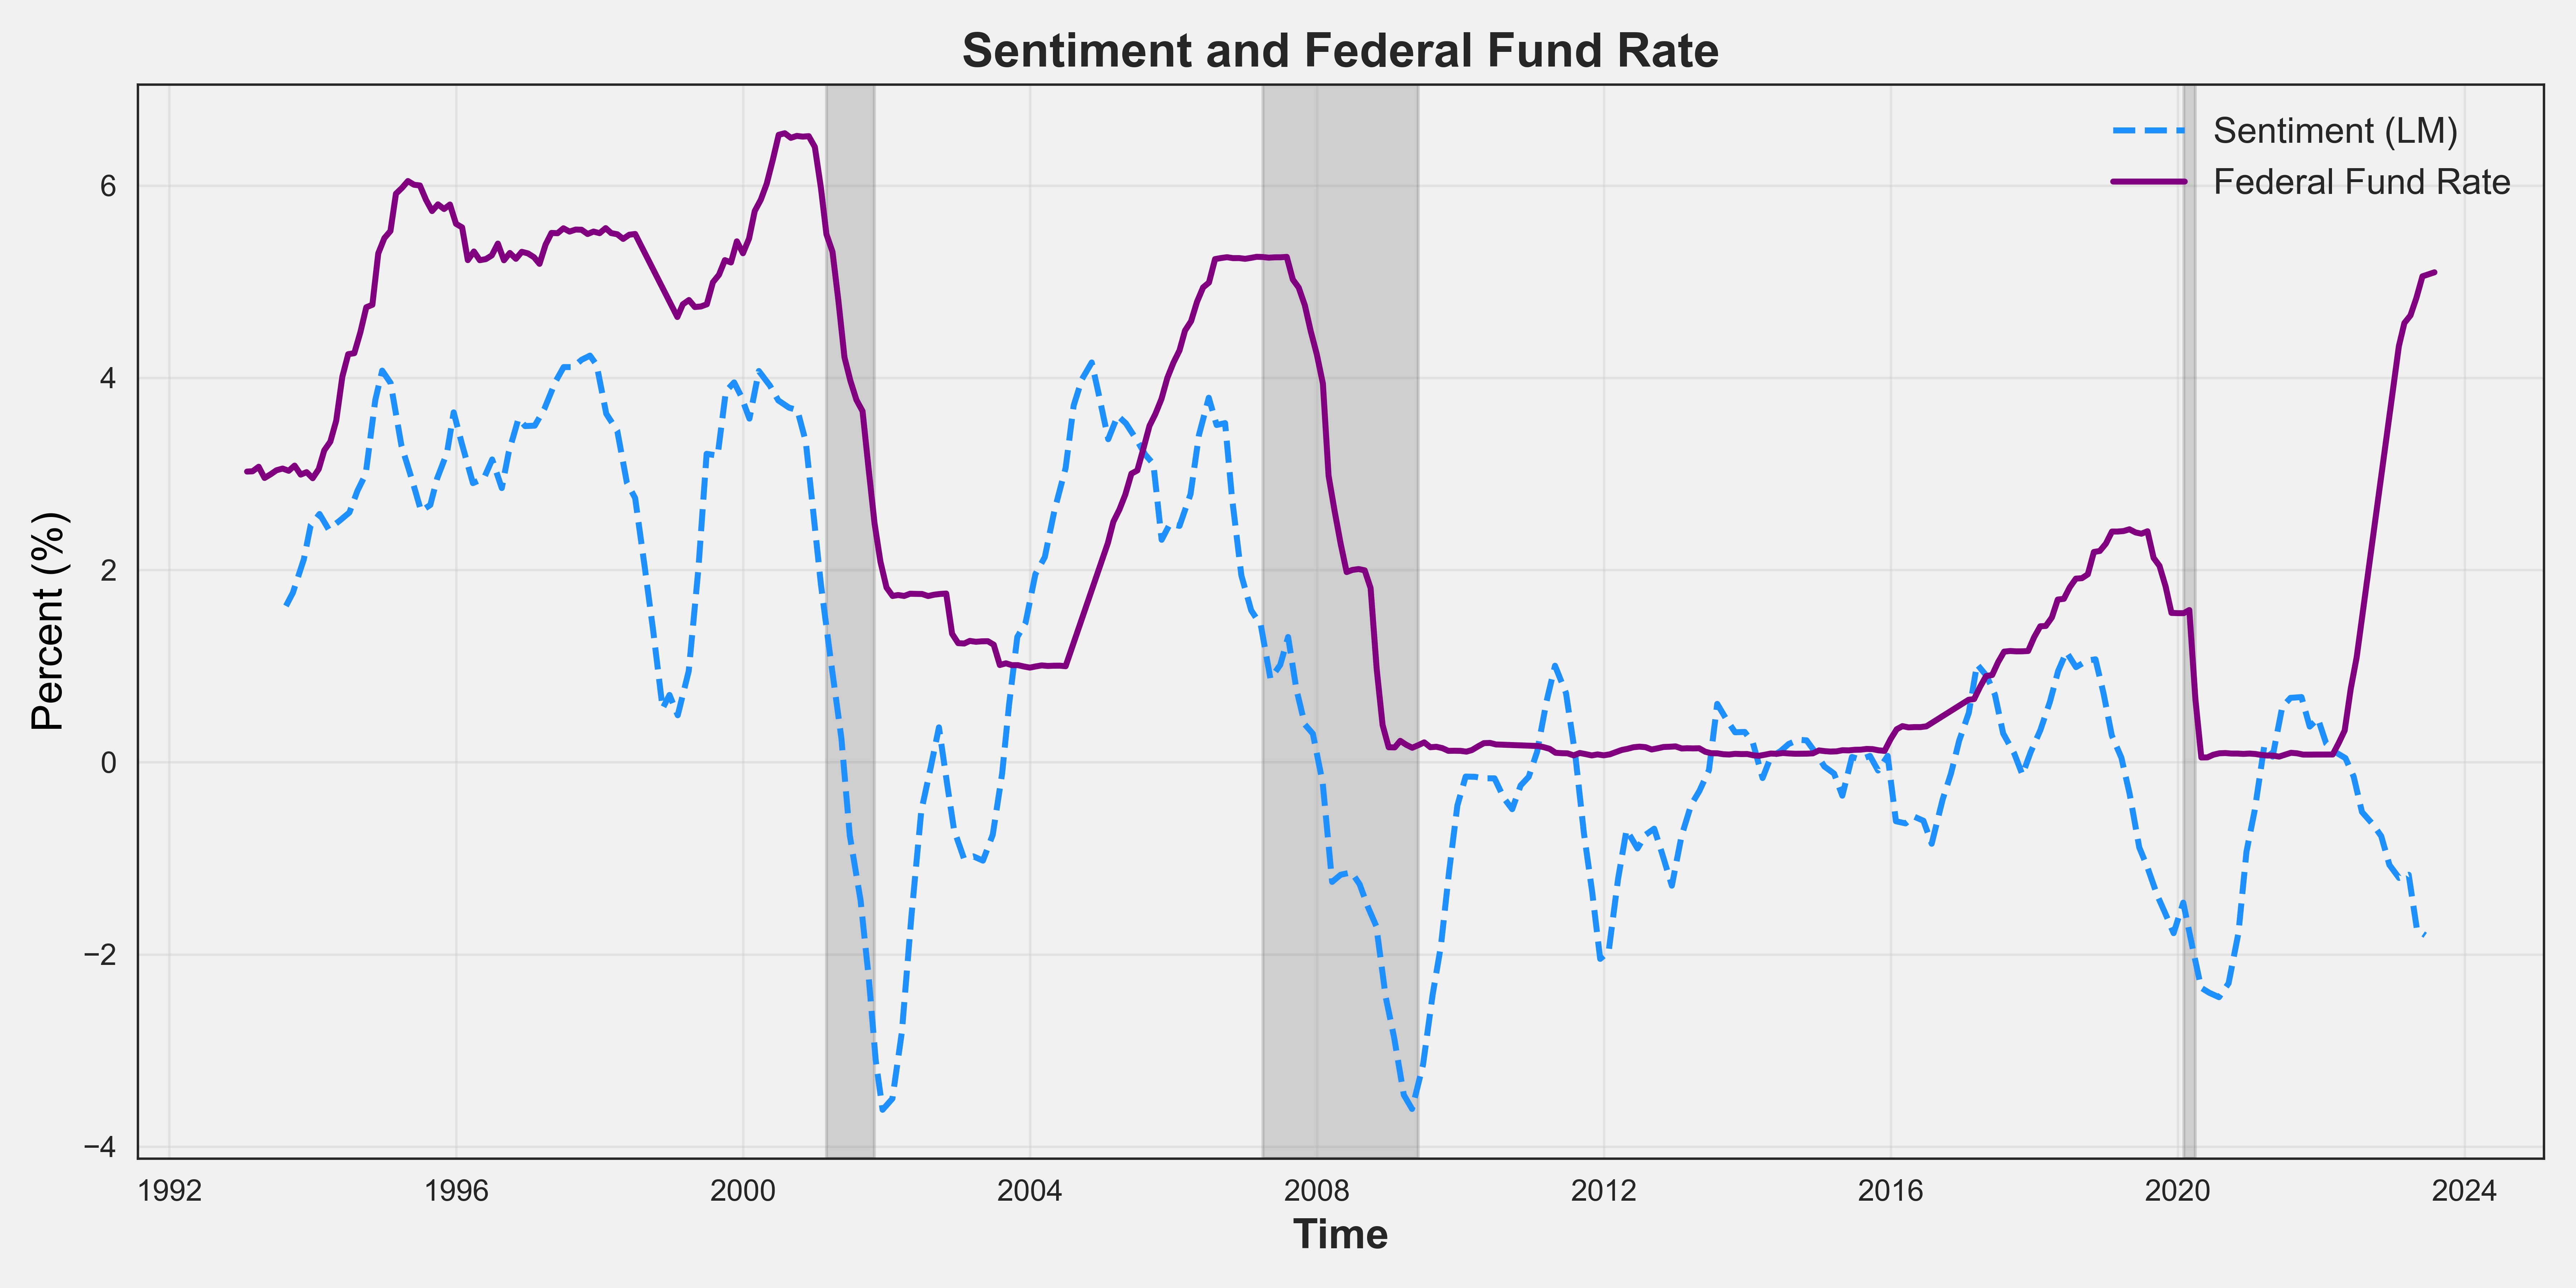 Sentiment and Federal Fund Rate
Sentiment (LM)
Federal Fund Rate
Percent (%)
6
4
2
0
−2
−4
1992 1996 2000 2004 2008 2012 2016 2020 2024
Time